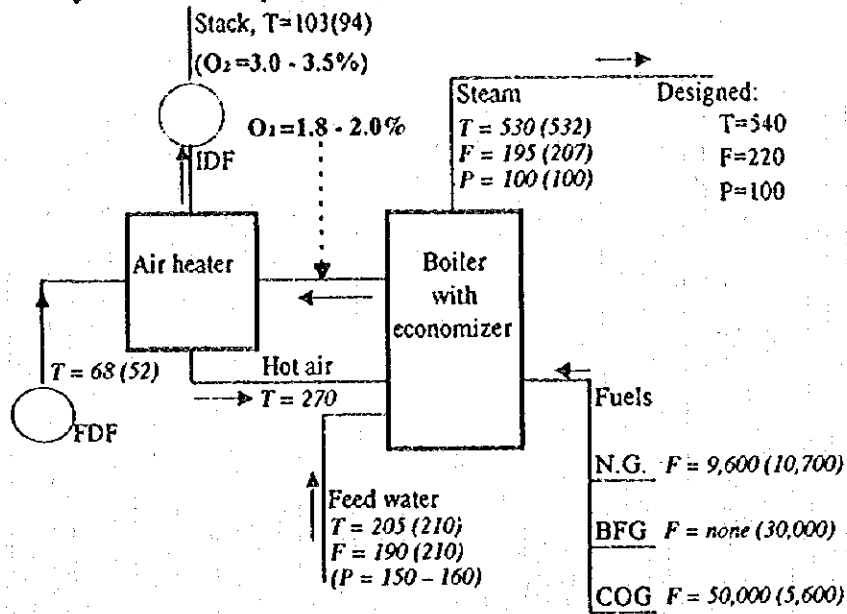 Stack, T=103(94)
(O₂=3.0 - 3.5%)
O₂=1.8 - 2.0%
IDF
Steam
T = 530 (532)
F = 195 (207)
P = 100 (100)
Designed:
T=540
F=220
P=100
Air heater
Boiler
with
economizer
T = 68 (52)
FDF
Hot air
T = 270
Fuels
Feed water
T = 205 (210)
F = 190 (210)
(P = 150 – 160)
N.G. F = 9,600 (10,700)
BFG F = none (30,000)
COG F = 50,000 (5,600)